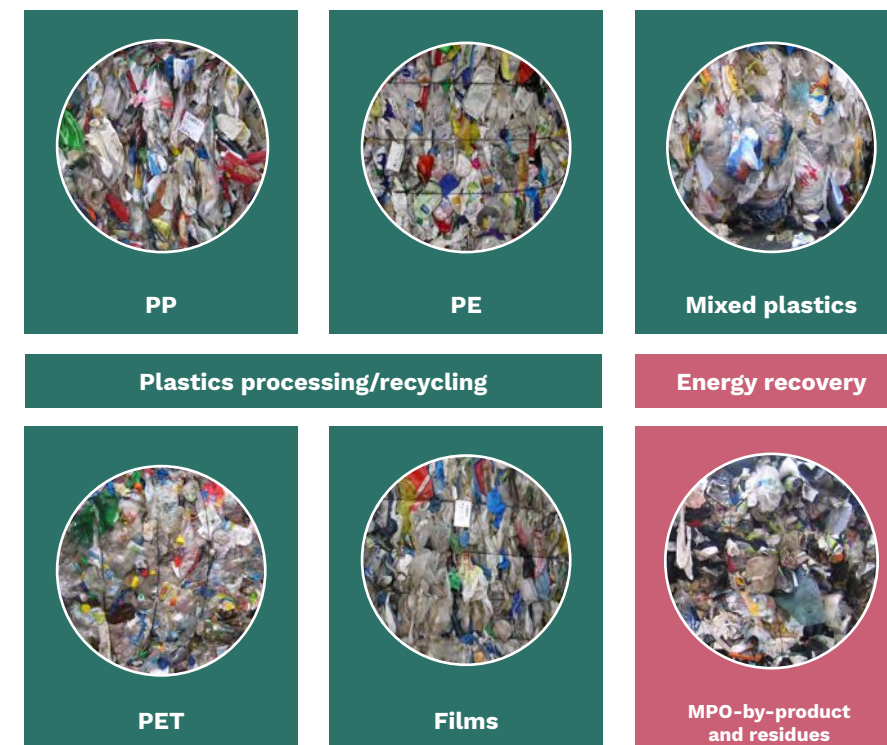 PP
PE
Mixed plastics
Plastics processing/recycling
Energy recovery
PET
Films
MPO-by-product
and residues